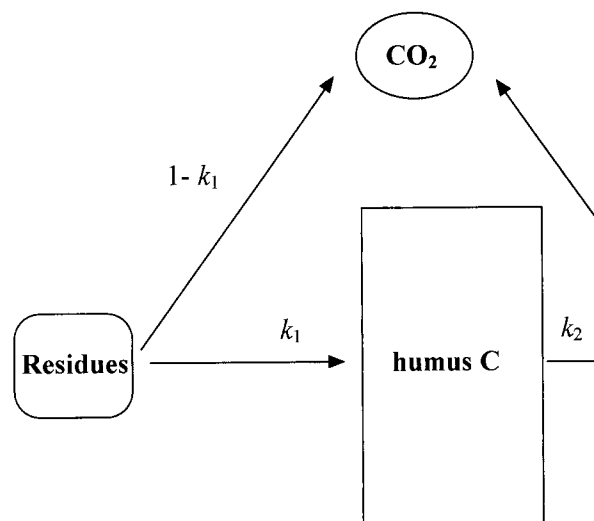 CO₂
1- k₁
k₁
k₂
Residues
humus C